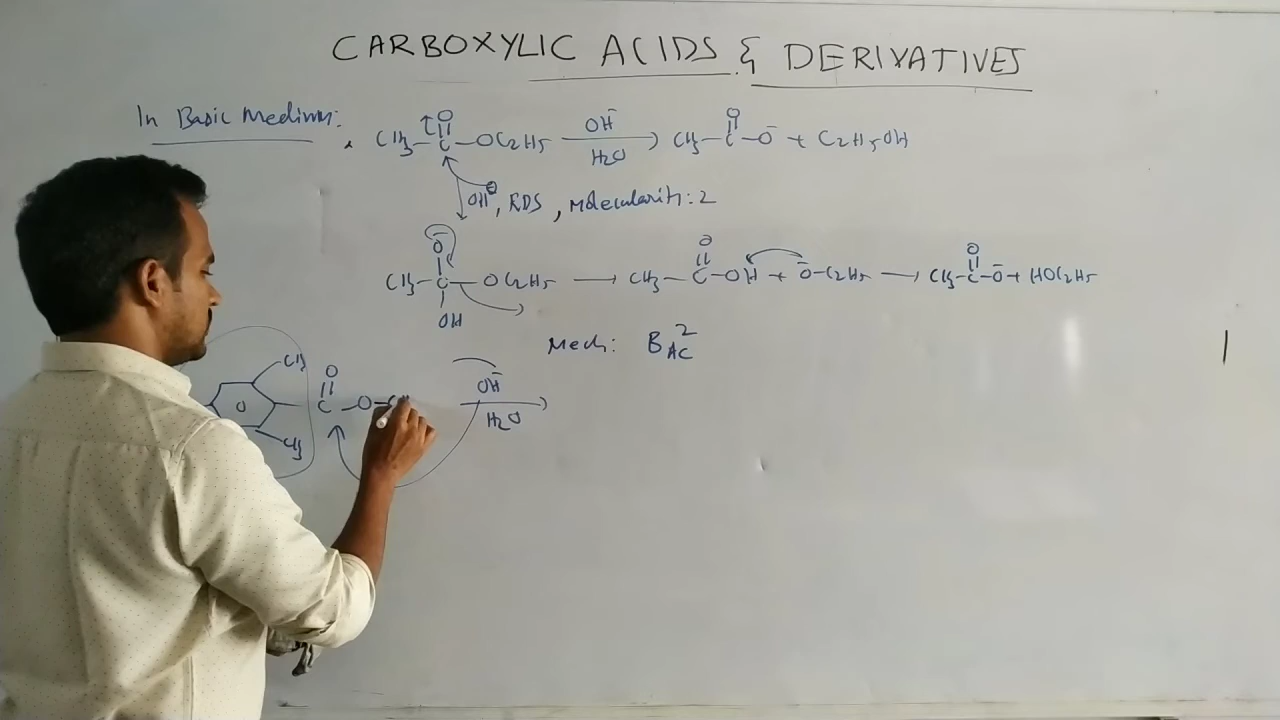 CARBOXYLIC ACIDS & DERIVATIVES
In Basic Medium:
O O
CH3-C-OC2H5 OH- CH3-C-O- + C2H5OH
H2O
OH⊖, RDS, Molecularity: 2
O- O O
CH3-C-OC2H5 → CH3-C-OH + -O-C2H5 → CH3-C-O- + HOC2H5
OH
Mech: BAC2
CH3 O OH-
O C-O-
CH3 H2O